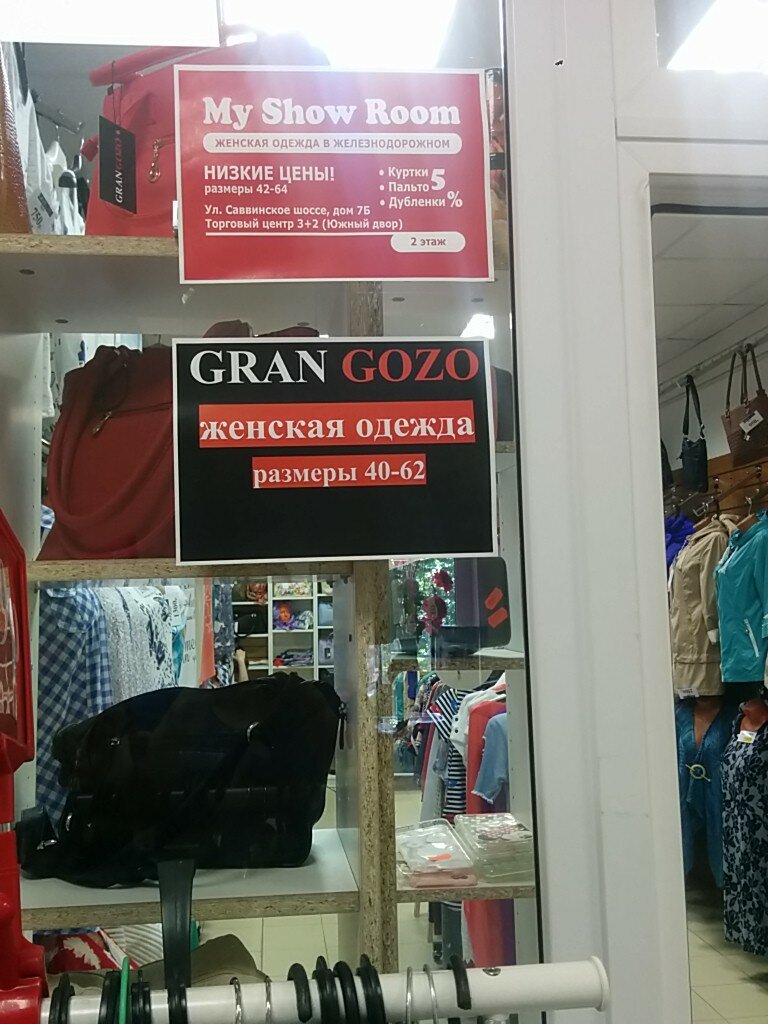 My Show Room
ЖЕНСКАЯ ОДЕЖДА В ЖЕЛЕЗНОДОРОЖНОМ
НИЗКИЕ ЦЕНЫ!
размеры 42-64
• Куртки
• Пальто
• Дубленки
5
%
Ул. Саввинское шоссе, дом 7Б
Торговый центр 3+2 (Южный двор)
2 этаж
GRANGOZO
GRAN GOZO
женская одежда
размеры 40-62